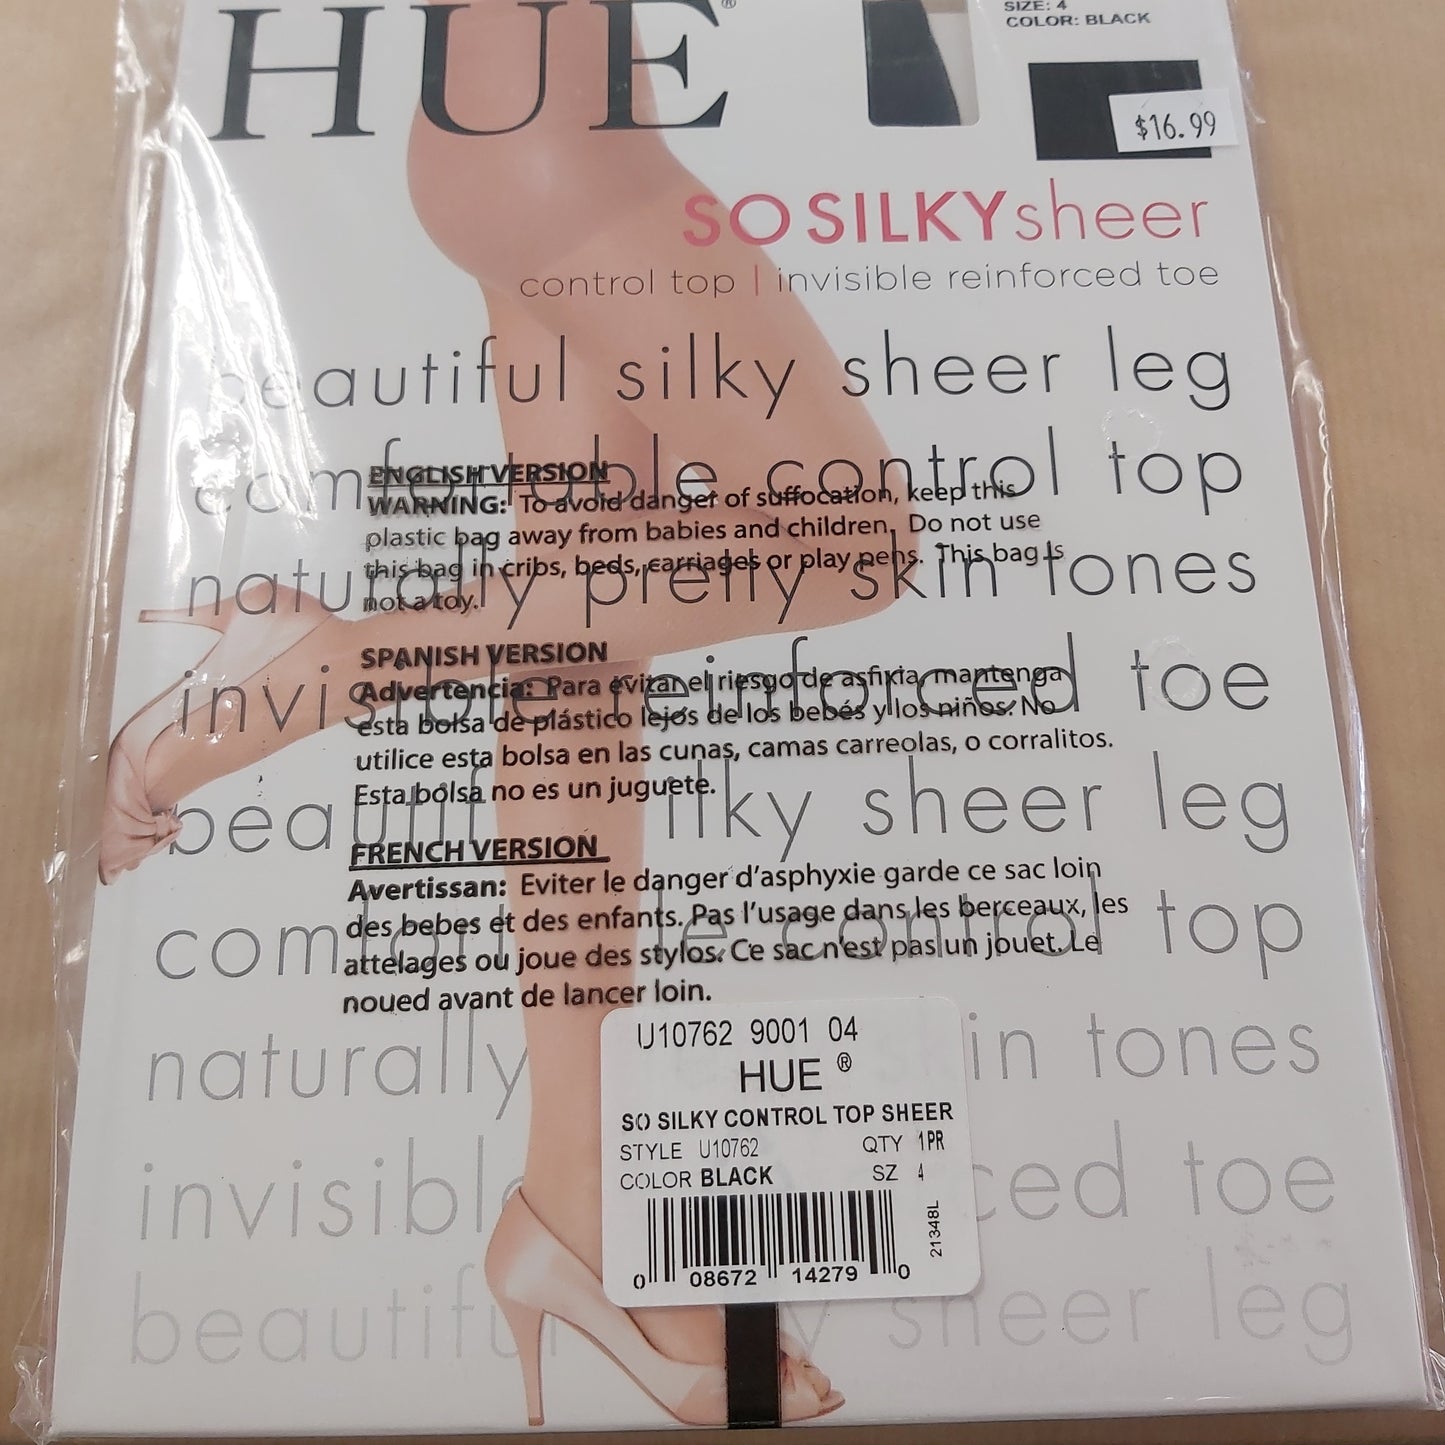 HUE®
SIZE: 4
COLOR: BLACK
$16.99
SO SILKY sheer
control top | invisible reinforced toe
beautiful silky sheer leg
comfortable control top
naturally pretty skin tones
invisible reinforced toe
beautif ilky sheer leg
comfort le control top
naturally skin tones
invisible ced toe
beautiful y sheer leg
ENGLISH VERSION
WARNING: To avoid danger of suffocation, keep this
plastic bag away from babies and children. Do not use
this bag in cribs, beds, carriages or play pens. This bag is
not a toy.
SPANISH VERSION
Advertencia: Para evitar el riesgo de asfixia, mantenga
esta bolsa de plástico lejos de los bebés y los niños. No
utilice esta bolsa en las cunas, camas carreolas, o corralitos.
Esta bolsa no es un juguete.
FRENCH VERSION
Avertissan: Eviter le danger d'asphyxie garde ce sac loin
des bebes et des enfants. Pas l'usage dans les berceaux, les
attelages ou joue des stylos. Ce sac n'est pas un jouet. Le
noued avant de lancer loin.
U10762 9001 04
HUE ®
SO SILKY CONTROL TOP SHEER
STYLE U10762 QTY 1PR
COLOR BLACK SZ 4
21348L
0 08672 14279 0